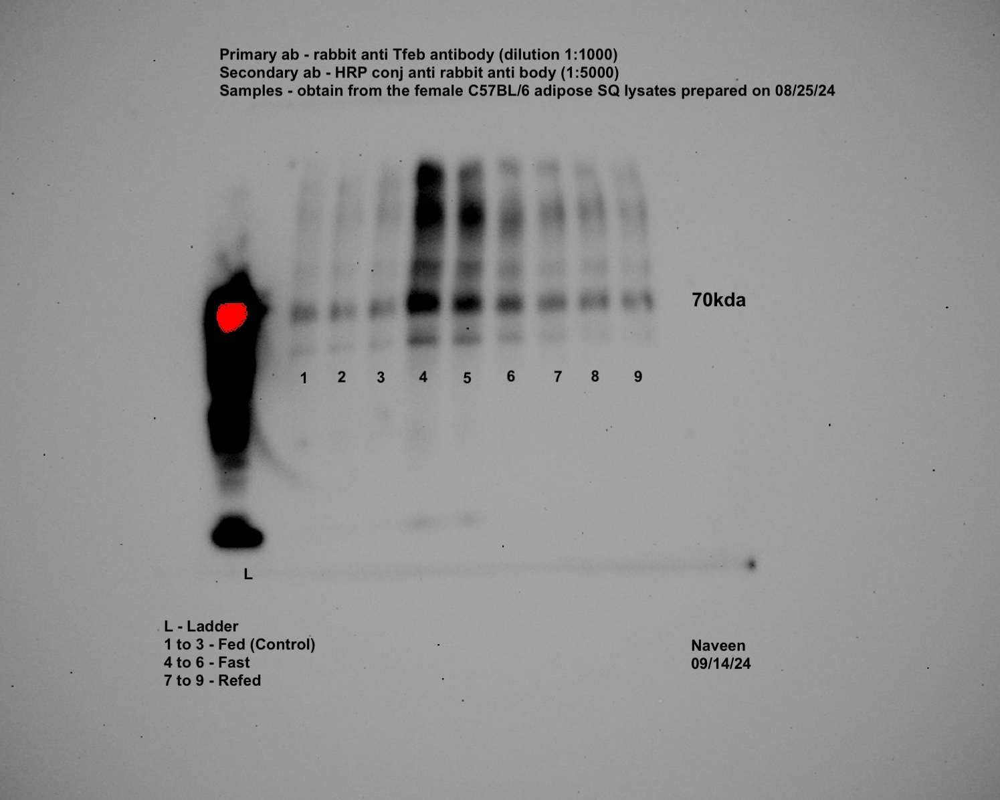 Primary ab - rabbit anti Tfeb antibody (dilution 1:1000)
Secondary ab - HRP conj anti rabbit anti body (1:5000)
Samples - obtain from the female C57BL/6 adipose SQ lysates prepared on 08/25/24
70kda
1 2 3 4 5 6 7 8 9
L
L - Ladder
1 to 3 - Fed (Control)
4 to 6 - Fast
7 to 9 - Refed
Naveen
09/14/24